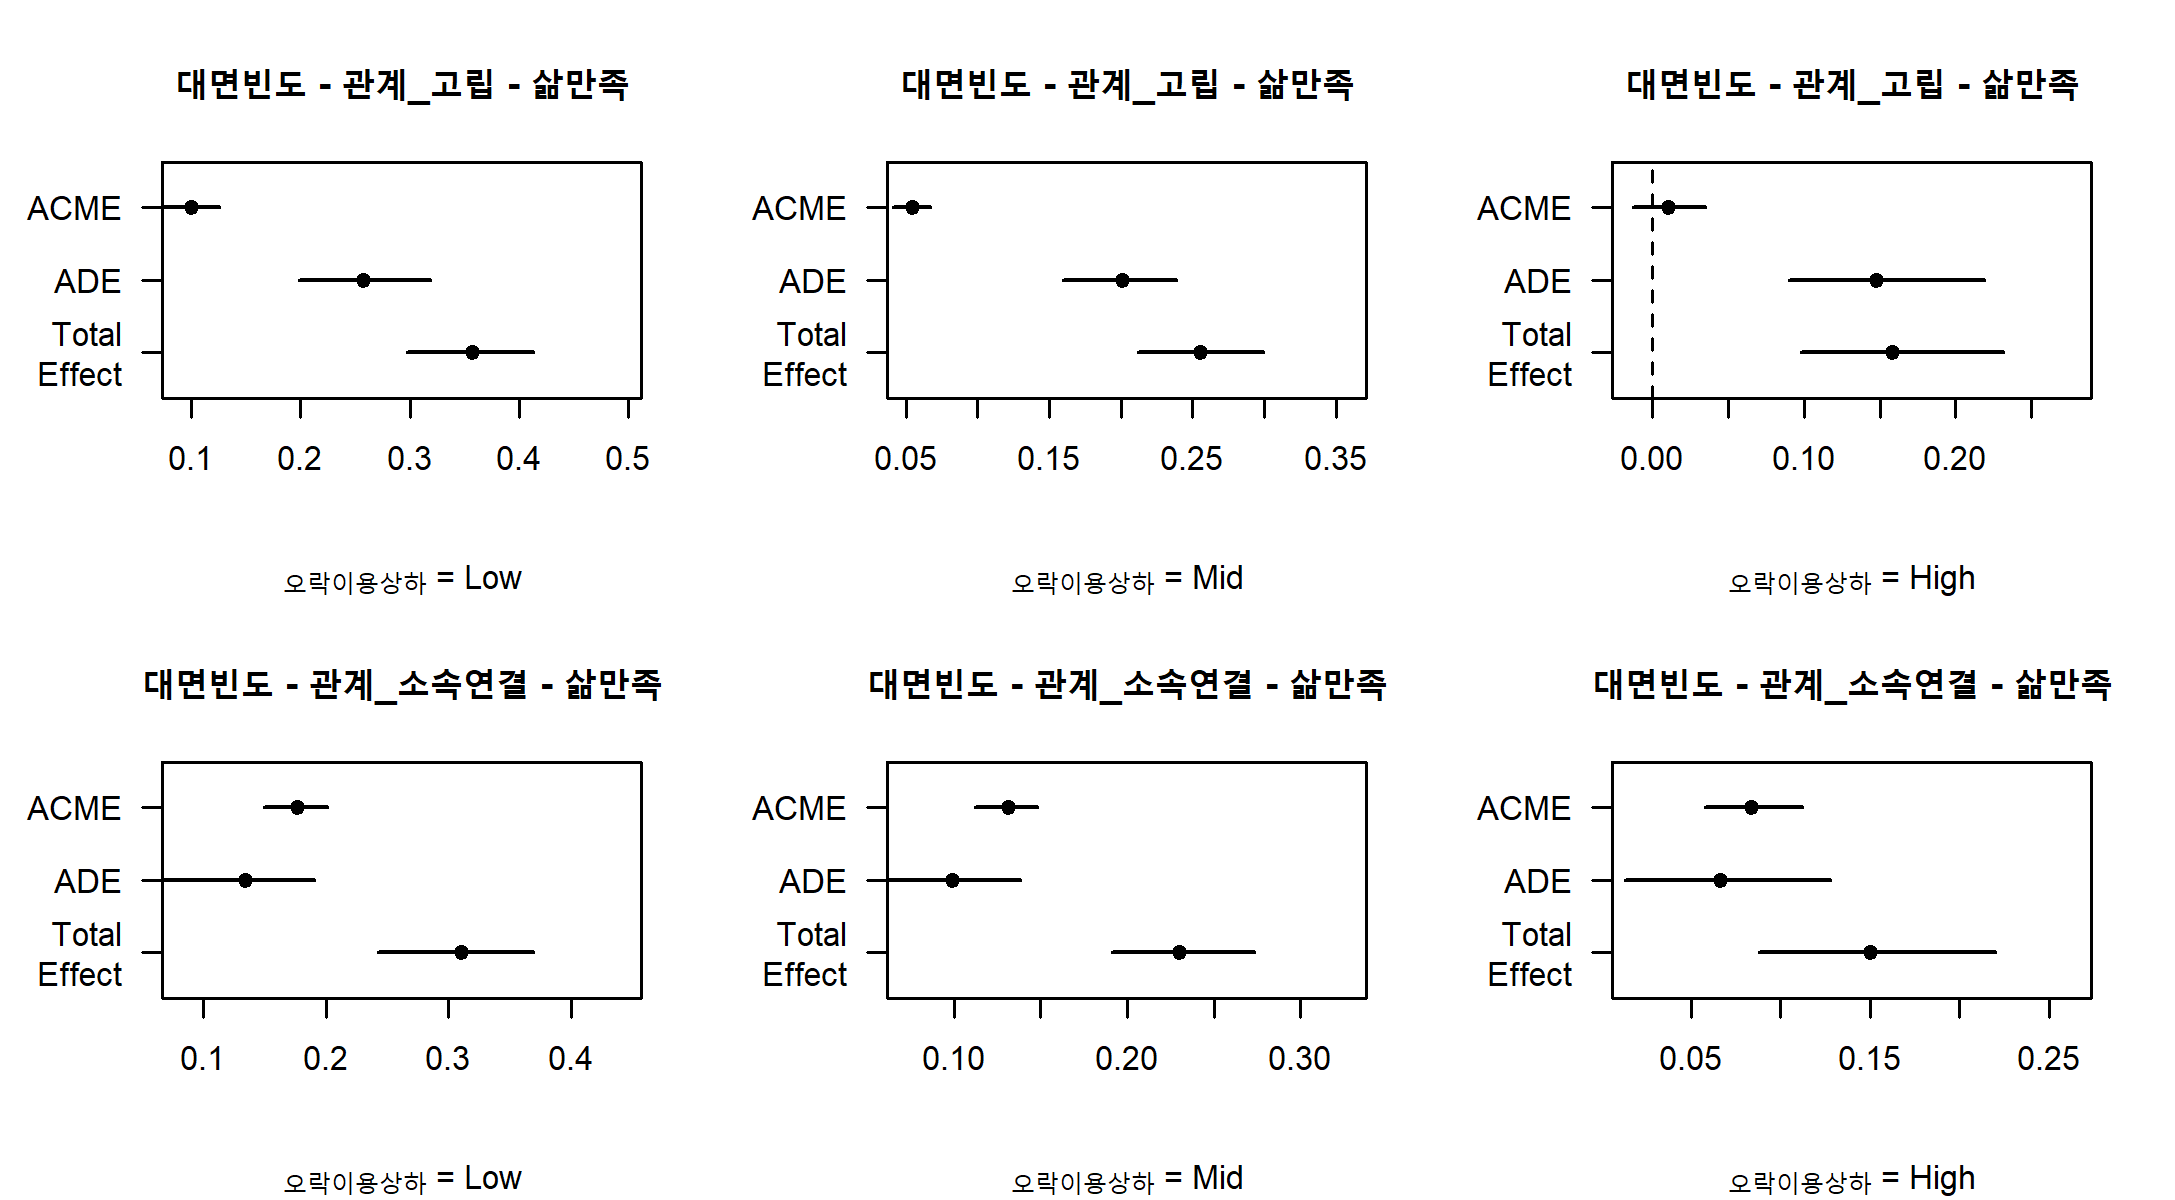 대면빈도 - 관계_고립 - 삶만족
ACME
ADE
Total
Effect
0.1 0.2 0.3 0.4 0.5
오락이용상하 = Low
대면빈도 - 관계_고립 - 삶만족
ACME
ADE
Total
Effect
0.05 0.15 0.25 0.35
오락이용상하 = Mid
대면빈도 - 관계_고립 - 삶만족
ACME
ADE
Total
Effect
0.00 0.10 0.20
오락이용상하 = High
대면빈도 - 관계_소속연결 - 삶만족
ACME
ADE
Total
Effect
0.1 0.2 0.3 0.4
오락이용상하 = Low
대면빈도 - 관계_소속연결 - 삶만족
ACME
ADE
Total
Effect
0.10 0.20 0.30
오락이용상하 = Mid
대면빈도 - 관계_소속연결 - 삶만족
ACME
ADE
Total
Effect
0.05 0.15 0.25
오락이용상하 = High